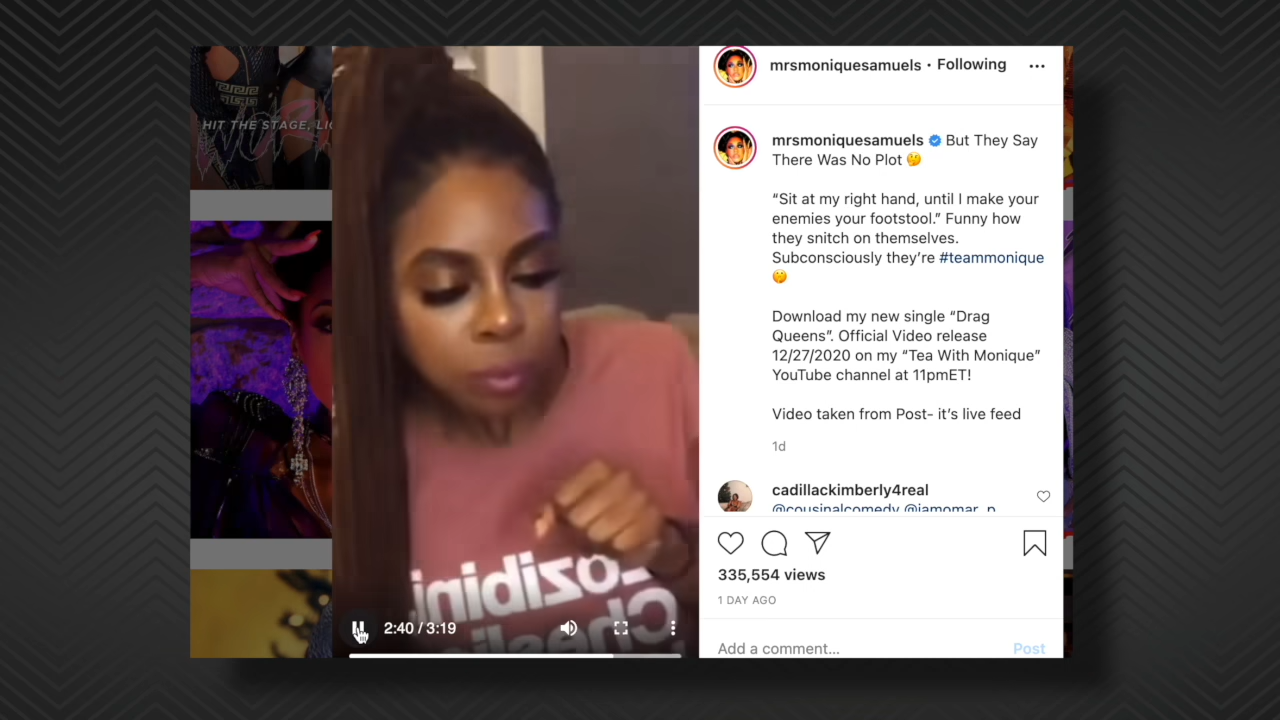 HIT THE STAGE, LI
mrsmoniquesamuels • Following
mrsmoniquesamuels But They Say
There Was No Plot 🤔
“Sit at my right hand, until I make your
enemies your footstool.” Funny how
they snitch on themselves.
Subconsciously they’re #teammonique
🤫
Download my new single “Drag
Queens”. Official Video release
12/27/2020 on my “Tea With Monique”
YouTube channel at 11pmET!
Video taken from Post- it’s live feed
1d
cadillackimberly4real
@cousinalcomedy @iamomar_p
335,554 views
1 DAY AGO
Add a comment...
Post
2:40 / 3:19